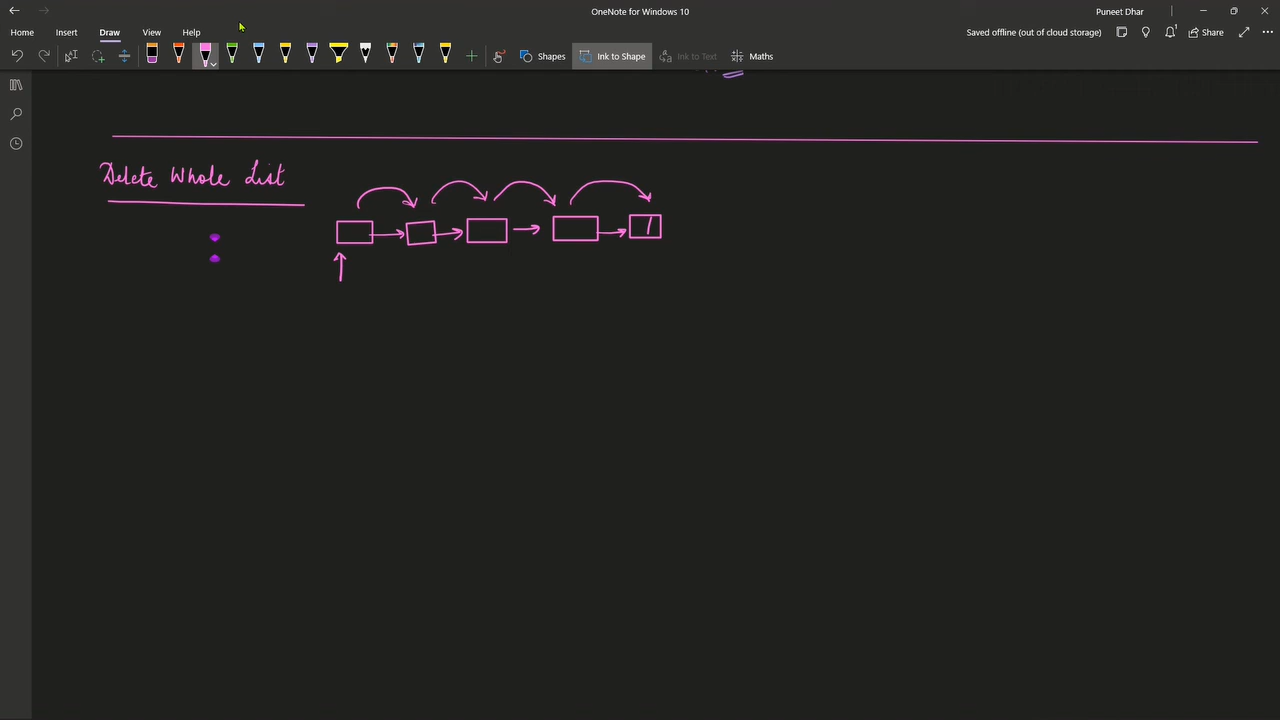 OneNote for Windows 10
Puneet Dhar
Home Insert Draw View Help
Saved offline (out of cloud storage)
Share
Shapes
Ink to Shape
Ink to Text
Maths
Delete Whole List